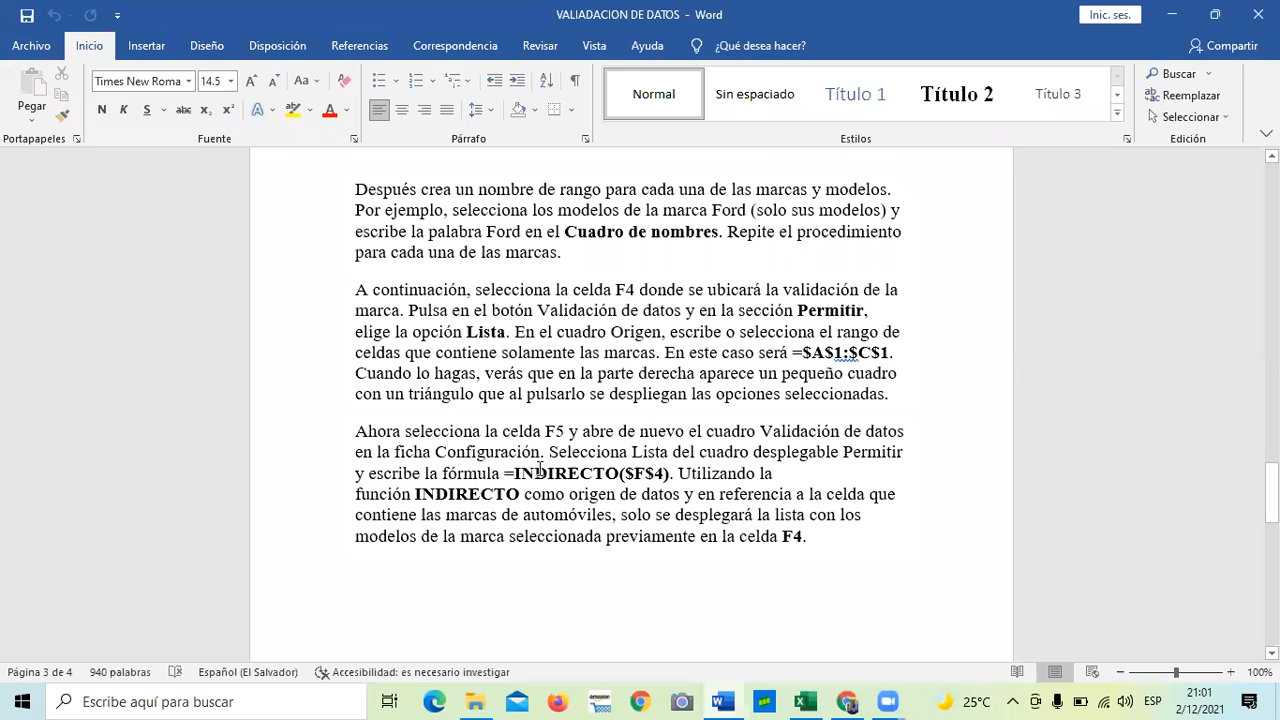 VALIADACION DE DATOS - Word
Inic. ses.
Archivo Inicio Insertar Diseño Disposición Referencias Correspondencia Revisar Vista Ayuda ¿Qué desea hacer? Compartir
Pegar
Times New Roma 14.5 Aa
N K S abc x₂ x² A A
Normal Sin espaciado Título 1 Título 2 Título 3
Buscar
Reemplazar
Seleccionar
Portapapeles Fuente Párrafo Estilos Edición
Después crea un nombre de rango para cada una de las marcas y modelos.
Por ejemplo, selecciona los modelos de la marca Ford (solo sus modelos) y
escribe la palabra Ford en el Cuadro de nombres. Repite el procedimiento
para cada una de las marcas.
A continuación, selecciona la celda F4 donde se ubicará la validación de la
marca. Pulsa en el botón Validación de datos y en la sección Permitir,
elige la opción Lista. En el cuadro Origen, escribe o selecciona el rango de
celdas que contiene solamente las marcas. En este caso será =$A$1:$C$1.
Cuando lo hagas, verás que en la parte derecha aparece un pequeño cuadro
con un triángulo que al pulsarlo se despliegan las opciones seleccionadas.
Ahora selecciona la celda F5 y abre de nuevo el cuadro Validación de datos
en la ficha Configuración. Selecciona Lista del cuadro desplegable Permitir
y escribe la fórmula =INDIRECTO($F$4). Utilizando la
función INDIRECTO como origen de datos y en referencia a la celda que
contiene las marcas de automóviles, solo se desplegará la lista con los
modelos de la marca seleccionada previamente en la celda F4.
Página 3 de 4 940 palabras Español (El Salvador) Accesibilidad: es necesario investigar 100%
Escribe aquí para buscar 25°C ESP 21:01
2/12/2021